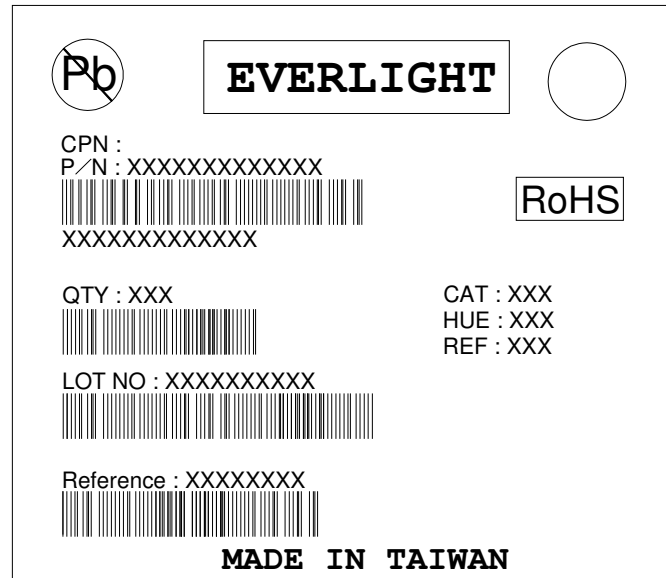 Pb
EVERLIGHT
CPN :
P/N : XXXXXXXXXXXXX
RoHS
XXXXXXXXXXXXX
QTY : XXX
CAT : XXX
HUE : XXX
REF : XXX
LOT NO : XXXXXXXXXX
Reference : XXXXXXXX
MADE IN TAIWAN